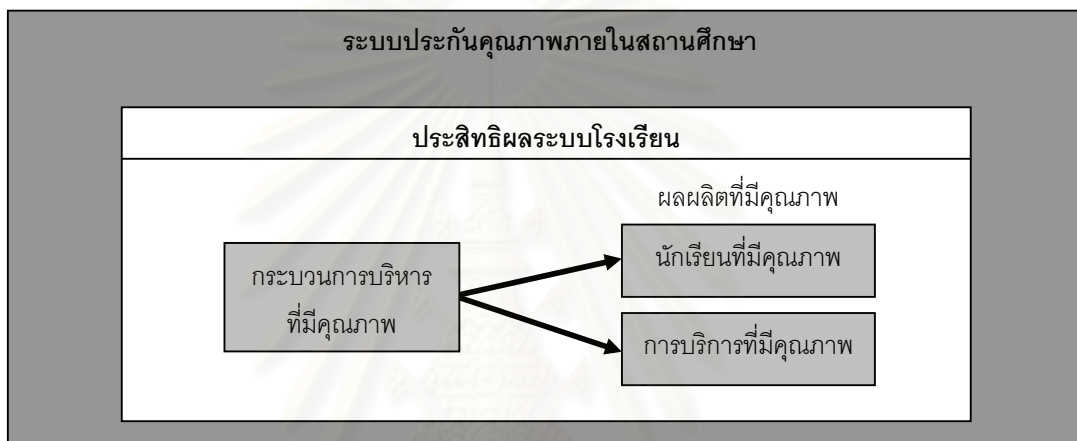 ระบบประกันคุณภาพภายในสถานศึกษา
ประสิทธิผลระบบโรงเรียน
ผลผลิตที่มีคุณภาพ
กระบวนการบริหาร
ที่มีคุณภาพ
นักเรียนที่มีคุณภาพ
การบริการที่มีคุณภาพ